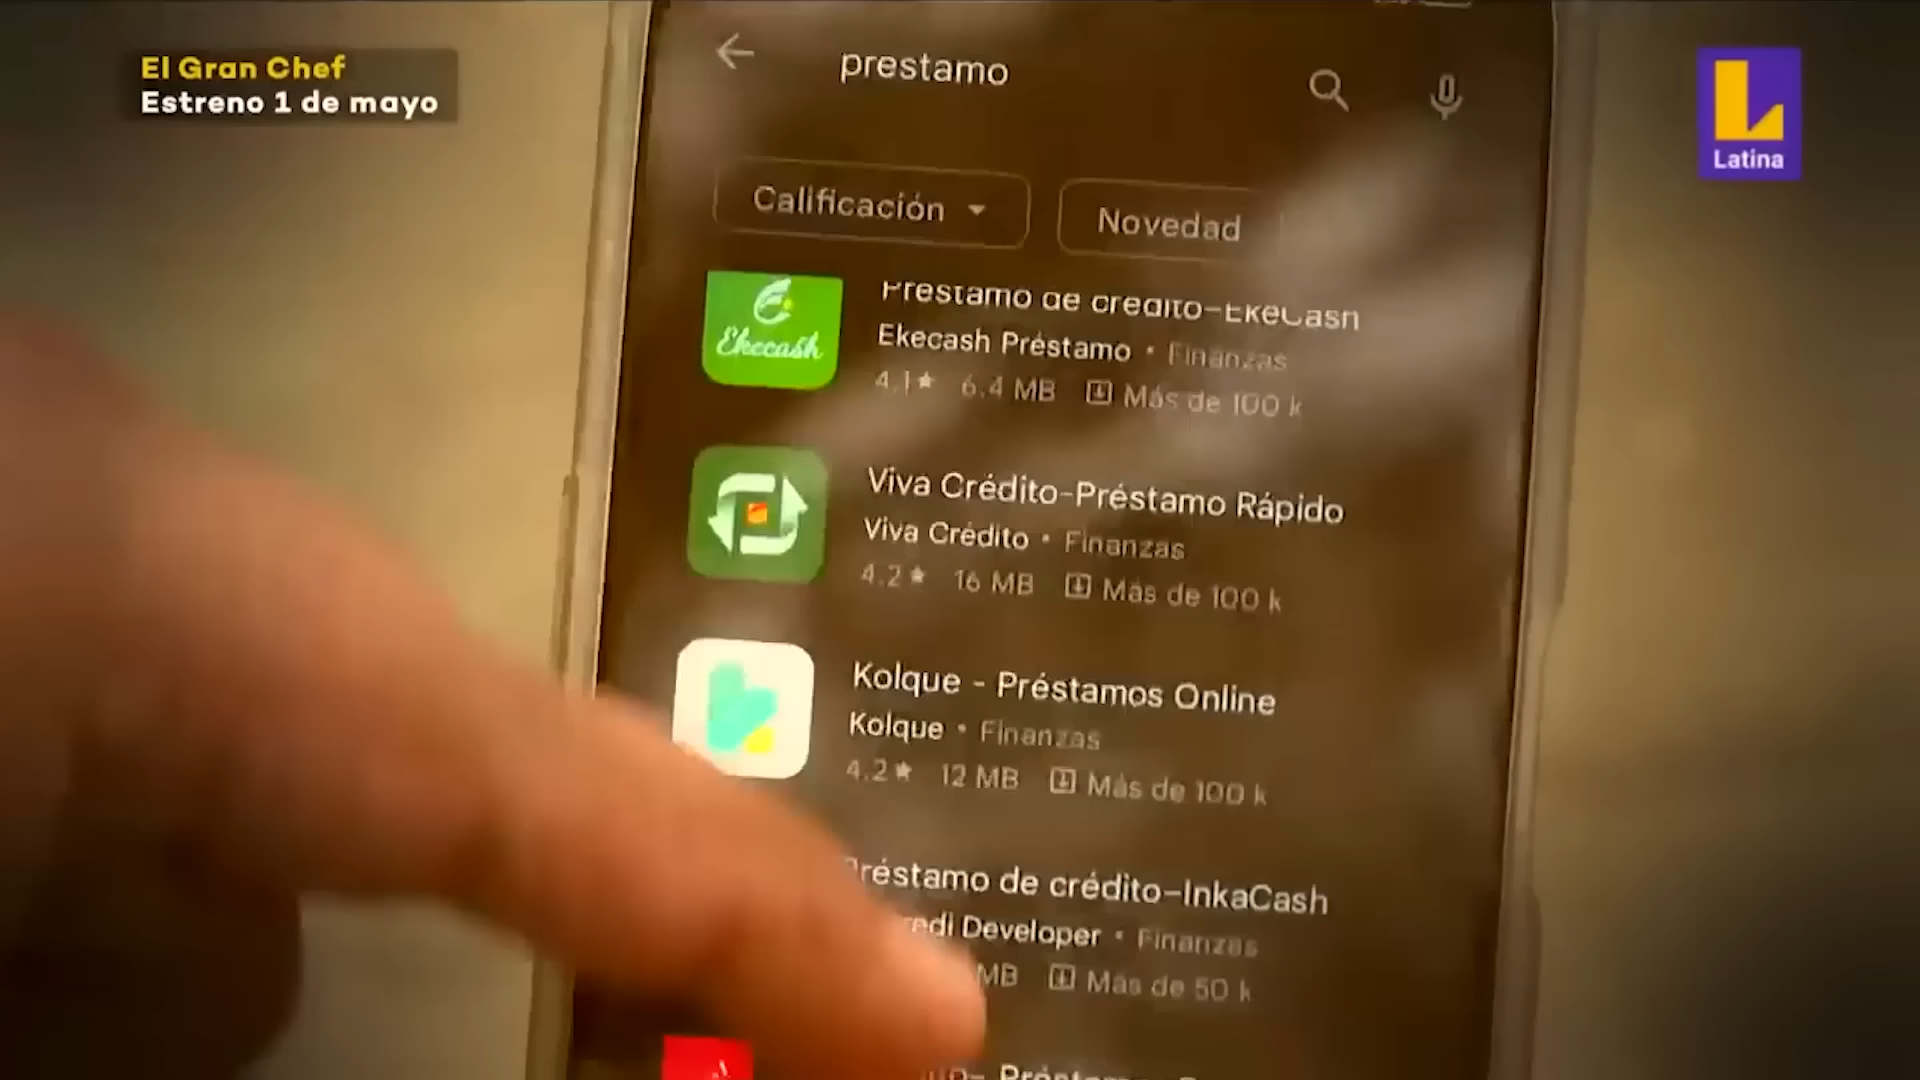 El Gran Chef
Estreno 1 de mayo
Latina
prestamo
Calificación
Novedad
Ekecash
Préstamo de crédito-EkeCash
Ekecash Préstamo • Finanzas
4.1★ 6.4 MB Más de 100 k
Viva Crédito-Préstamo Rápido
Viva Crédito • Finanzas
4.2★ 16 MB Más de 100 k
Kolque - Préstamos Online
Kolque • Finanzas
4.2★ 12 MB Más de 100 k
Préstamo de crédito-InkaCash
redi Developer • Finanzas
MB Más de 50 k